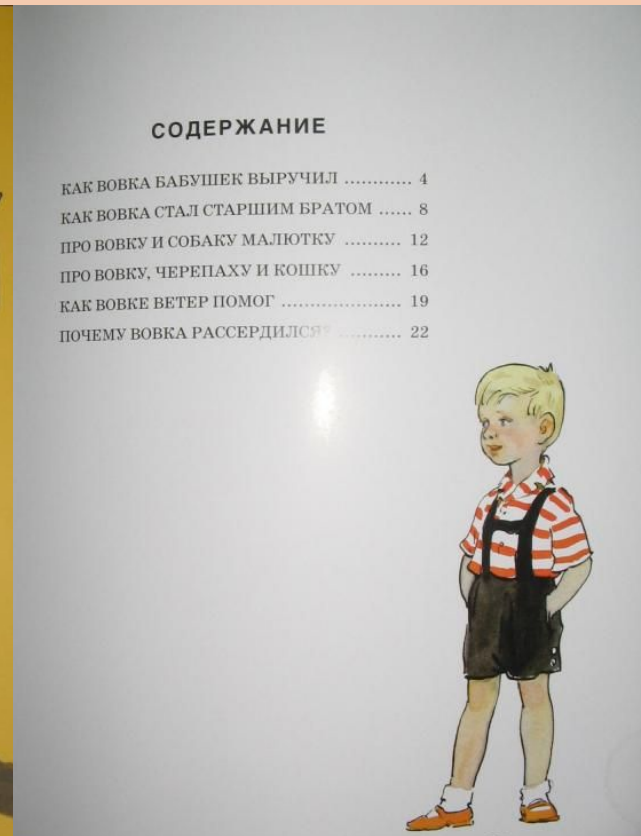 СОДЕРЖАНИЕ
КАК ВОВКА БАБУШЕК ВЫРУЧИЛ ............ 4
КАК ВОВКА СТАЛ СТАРШИМ БРАТОМ ...... 8
ПРО ВОВКУ И СОБАКУ МАЛЮТКУ .......... 12
ПРО ВОВКУ, ЧЕРЕПАХУ И КОШКУ ......... 16
КАК ВОВКЕ ВЕТЕР ПОМОГ ..................... 19
ПОЧЕМУ ВОВКА РАССЕРДИЛСЯ? ........... 22